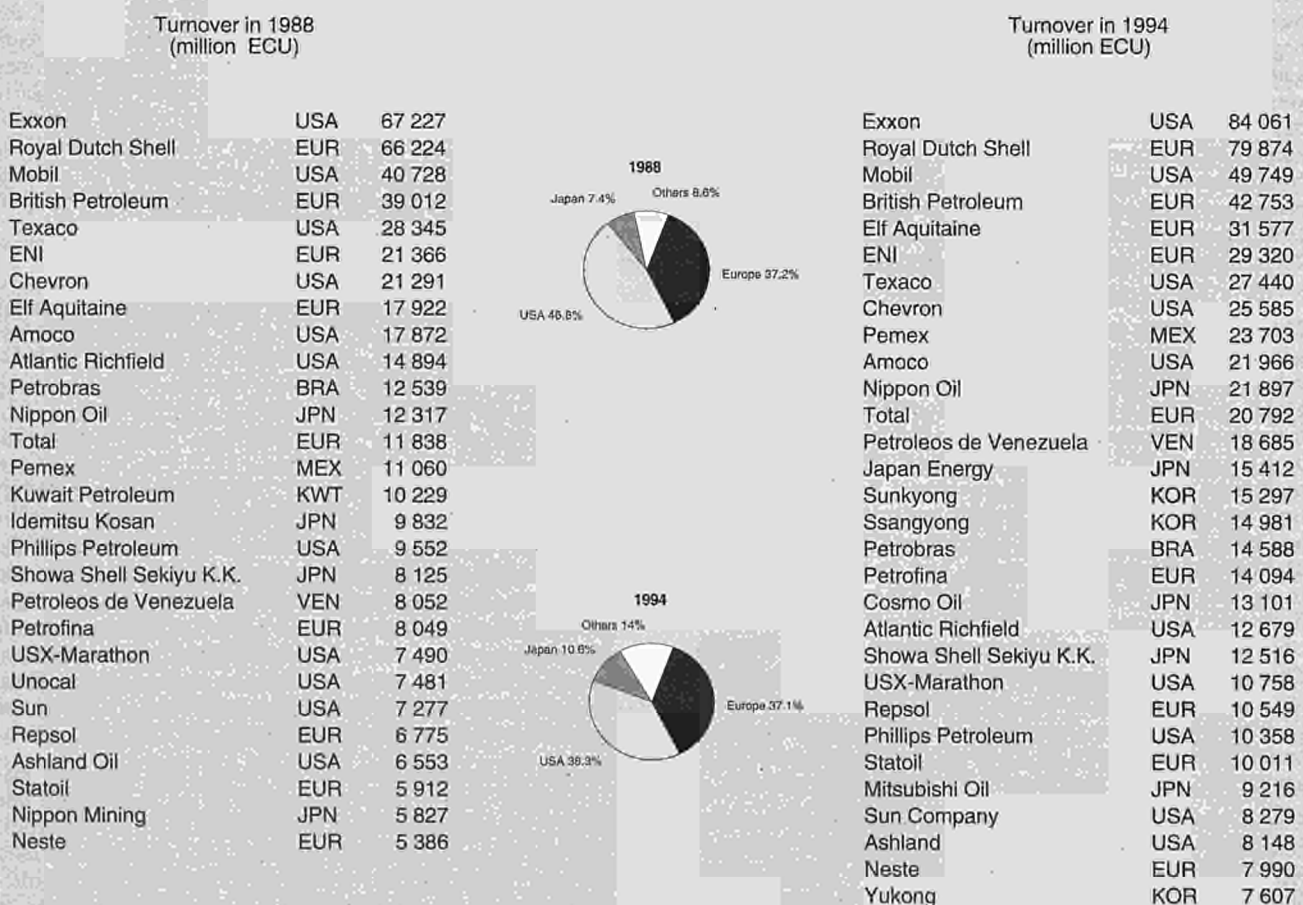 Turnover in 1988
(million ECU)
Exxon USA 67 227
Royal Dutch Shell EUR 66 224
Mobil USA 40 728
British Petroleum EUR 39 012
Texaco USA 28 345
ENI EUR 21 366
Chevron USA 21 291
Elf Aquitaine EUR 17 922
Amoco USA 17 872
Atlantic Richfield USA 14 894
Petrobras BRA 12 539
Nippon Oil JPN 12 317
Total EUR 11 838
Pemex MEX 11 060
Kuwait Petroleum KWT 10 229
Idemitsu Kosan JPN 9 832
Phillips Petroleum USA 9 552
Showa Shell Sekiyu K.K. JPN 8 125
Petroleos de Venezuela VEN 8 052
Petrofina EUR 8 049
USX-Marathon USA 7 490
Unocal USA 7 481
Sun USA 7 277
Repsol EUR 6 775
Ashland Oil USA 6 553
Statoil EUR 5 912
Nippon Mining JPN 5 827
Neste EUR 5 386
1988
Japan 7.4%
Others 8.6%
Europe 37.2%
USA 46.8%
1994
Others 14%
Japan 10.6%
Europe 37.1%
USA 38.3%
Turnover in 1994
(million ECU)
Exxon USA 84 061
Royal Dutch Shell EUR 79 874
Mobil USA 49 749
British Petroleum EUR 42 753
Elf Aquitaine EUR 31 577
ENI EUR 29 320
Texaco USA 27 440
Chevron USA 25 585
Pemex MEX 23 703
Amoco USA 21 966
Nippon Oil JPN 21 897
Total EUR 20 792
Petroleos de Venezuela VEN 18 685
Japan Energy JPN 15 412
Sunkyong KOR 15 297
Ssangyong KOR 14 981
Petrobras BRA 14 588
Petrofina EUR 14 094
Cosmo Oil JPN 13 101
Atlantic Richfield USA 12 679
Showa Shell Sekiyu K.K. JPN 12 516
USX-Marathon USA 10 758
Repsol EUR 10 549
Phillips Petroleum USA 10 358
Statoil EUR 10 011
Mitsubishi Oil JPN 9 216
Sun Company USA 8 279
Ashland USA 8 148
Neste EUR 7 990
Yukong KOR 7 607